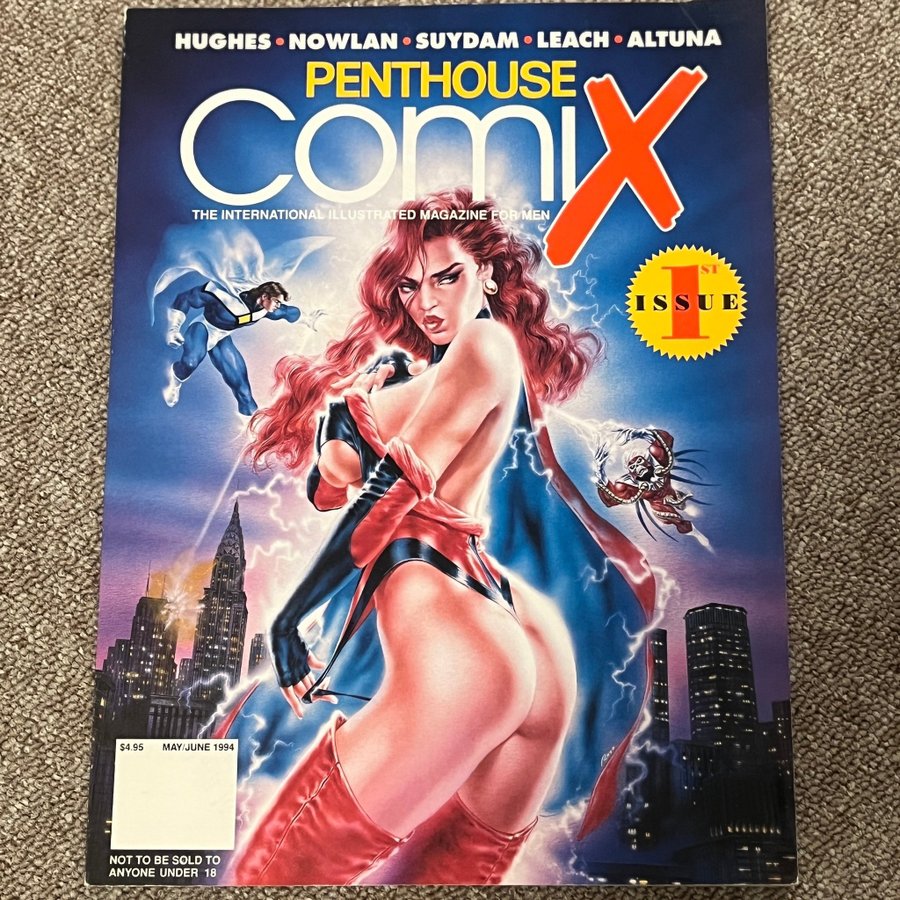 HUGHES • NOWLAN • SUYDAM • LEACH • ALTUNA
PENTHOUSE
ComiX
THE INTERNATIONAL ILLUSTRATED MAGAZINE FOR MEN
1ST
ISSUE
$4.95 MAY/JUNE 1994
NOT TO BE SOLD TO
ANYONE UNDER 18